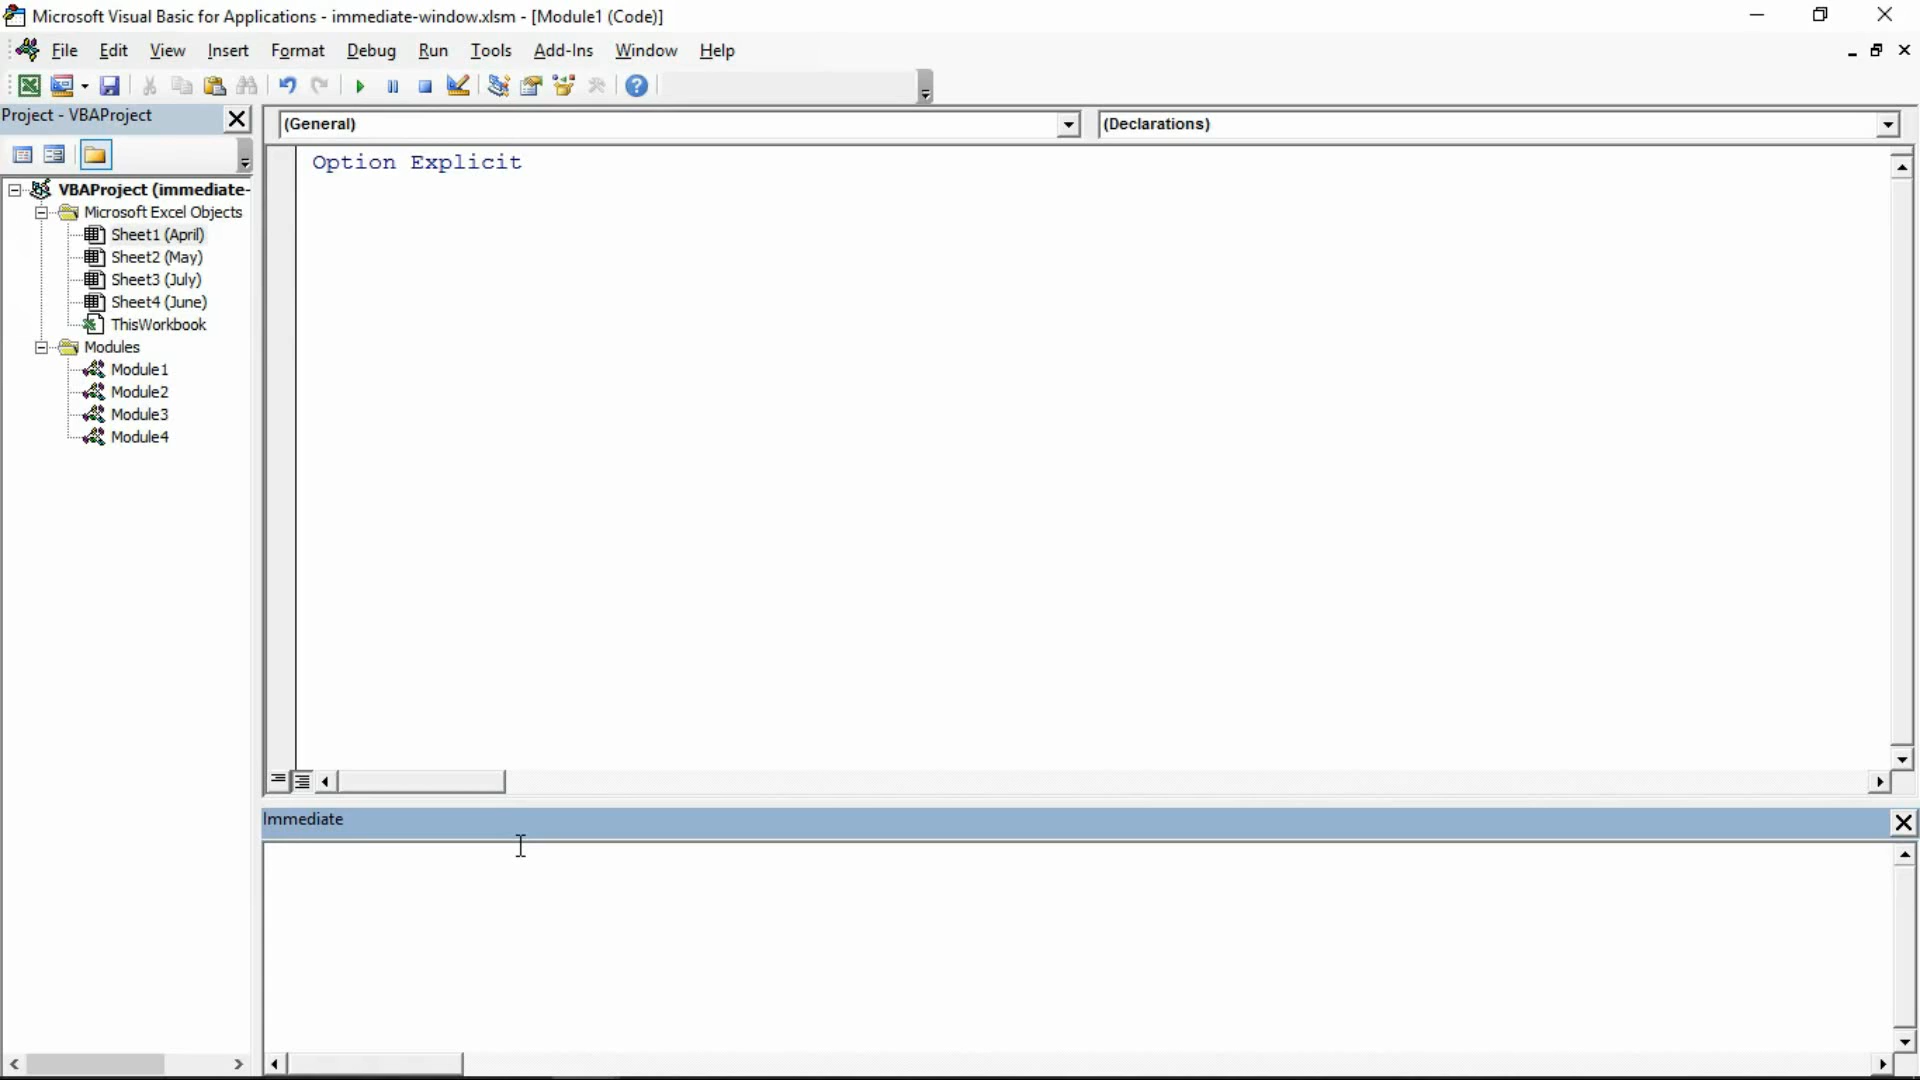 Microsoft Visual Basic for Applications - immediate-window.xlsm - [Module1 (Code)]
File Edit View Insert Format Debug Run Tools Add-Ins Window Help
Project - VBAProject
(General)
(Declarations)
Option Explicit
VBAProject (immediate-
Microsoft Excel Objects
Sheet1 (April)
Sheet2 (May)
Sheet3 (July)
Sheet4 (June)
ThisWorkbook
Modules
Module1
Module2
Module3
Module4
Immediate